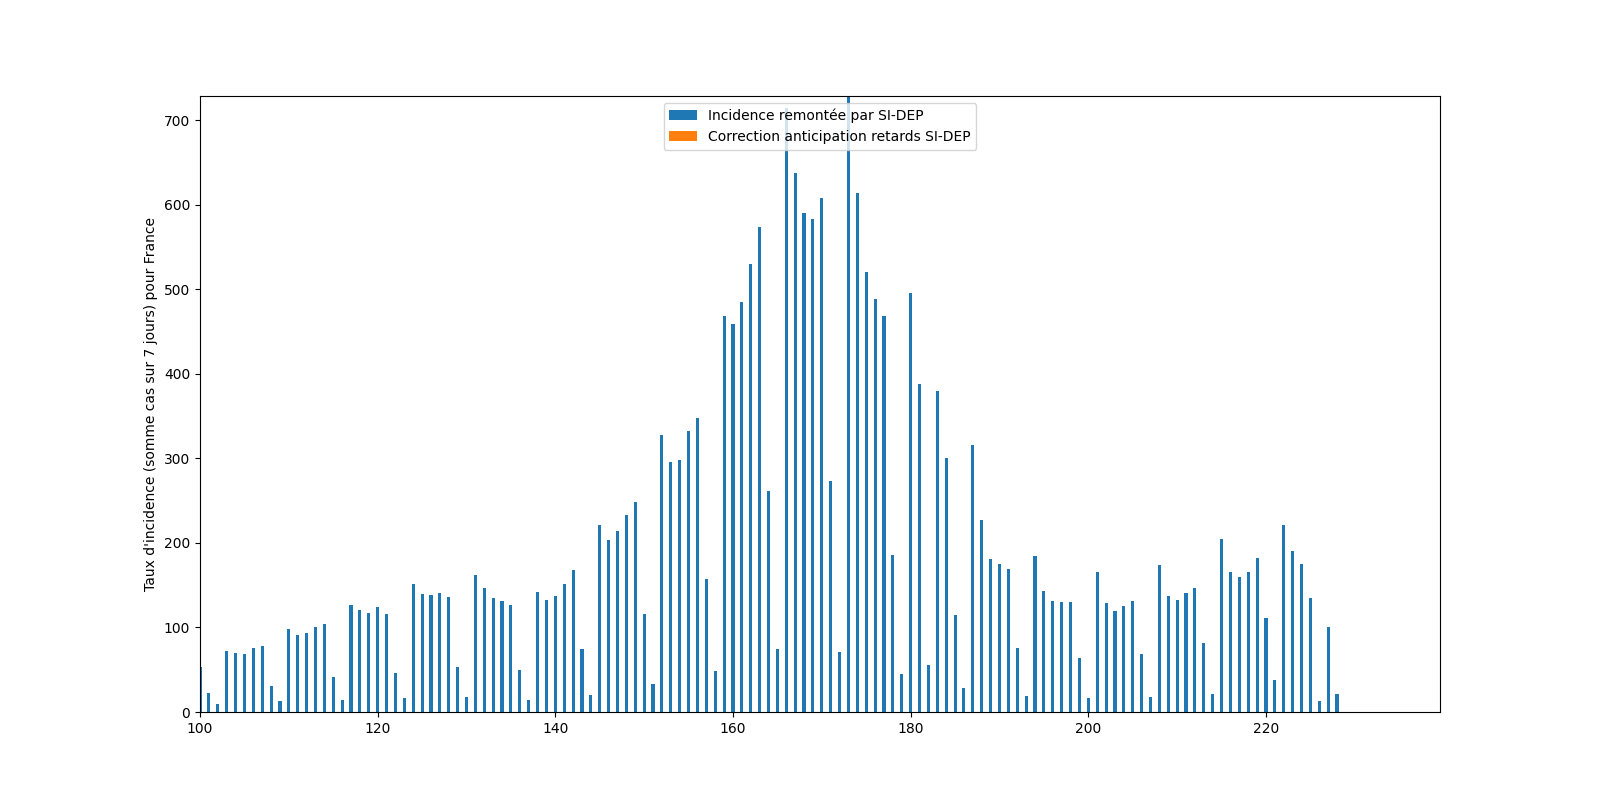 Incidence remontée par SI-DEP
Correction anticipation retards SI-DEP
Taux d'incidence (somme cas sur 7 jours) pour France
700
600
500
400
300
200
100
0
100 120 140 160 180 200 220